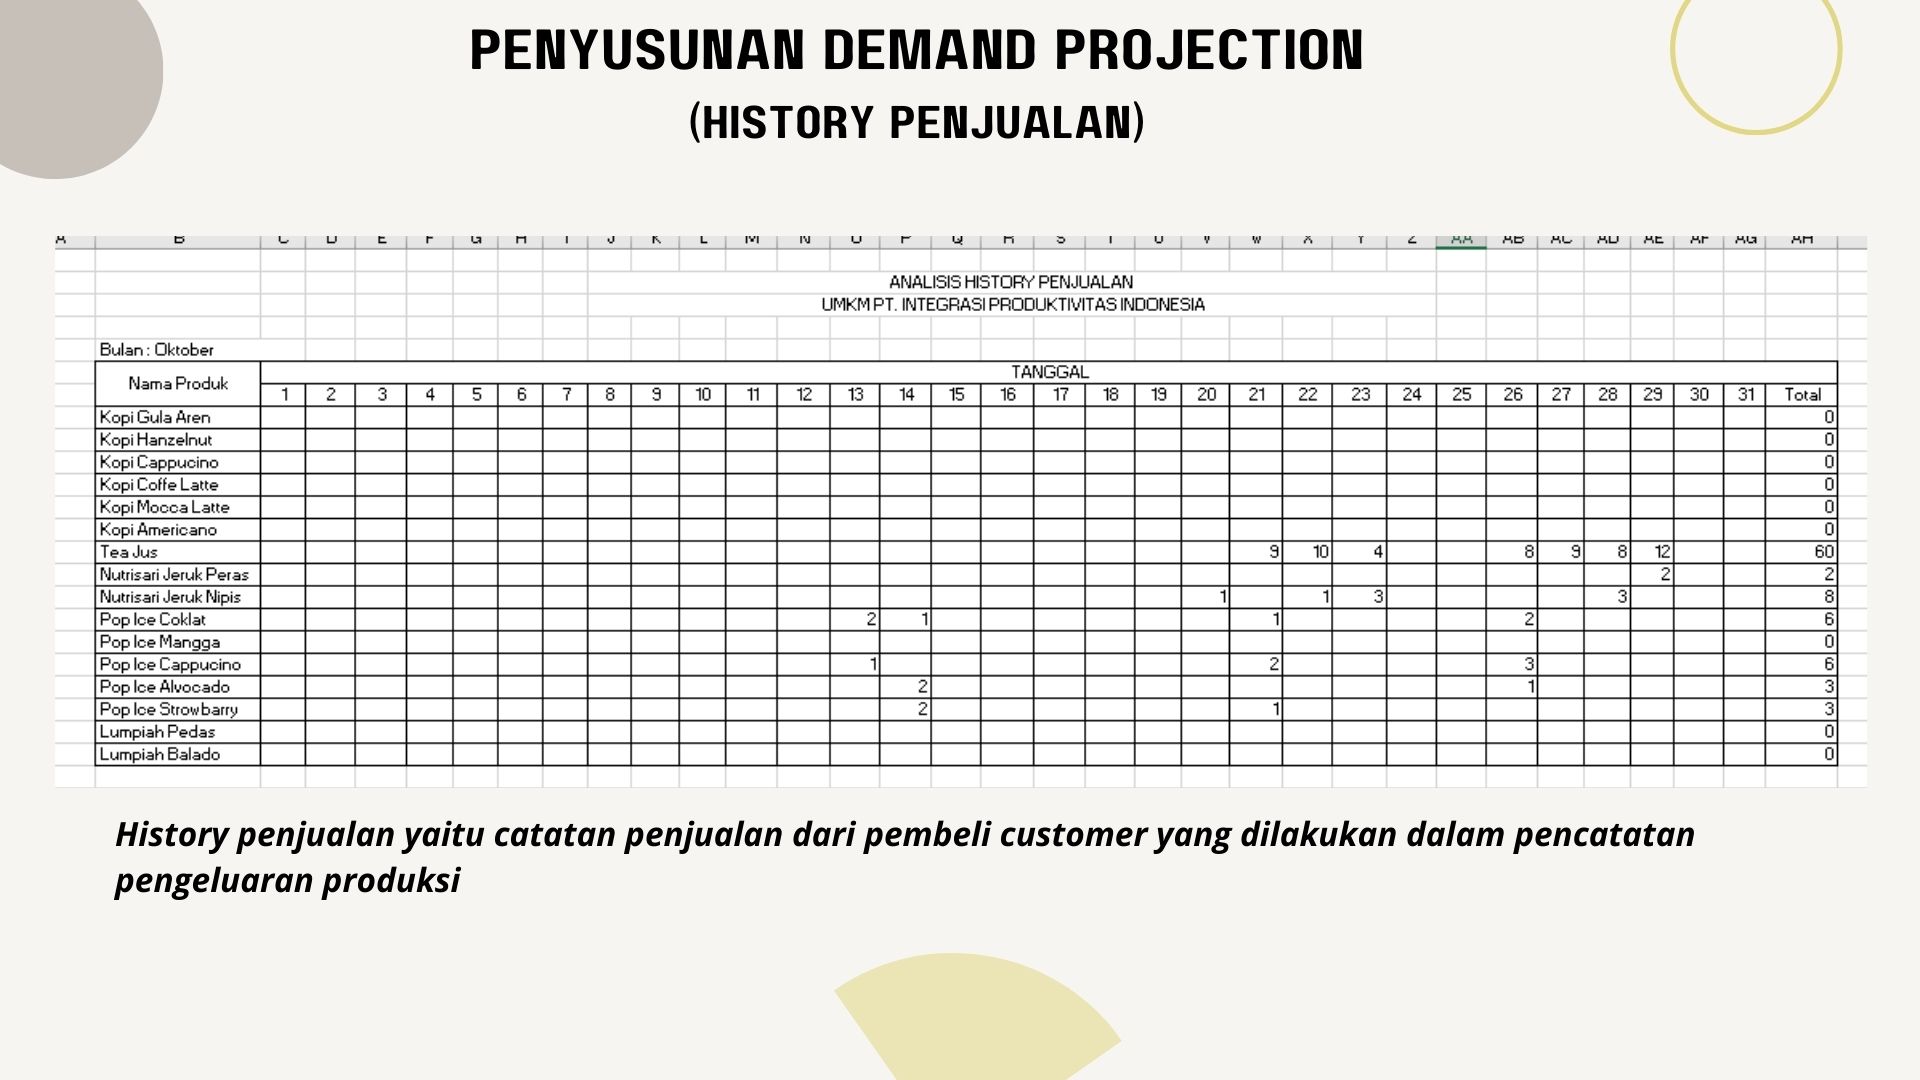 PENYUSUNAN DEMAND PROJECTION
(HISTORY PENJUALAN)
A B C D E F G H I J K L M N O P Q R S T U V W X Y Z AA AB AC AD AE AF AG AH
ANALISIS HISTORY PENJUALAN
UMKM PT. INTEGRASI PRODUKTIVITAS INDONESIA
Bulan : Oktober
Nama Produk TANGGAL
1 2 3 4 5 6 7 8 9 10 11 12 13 14 15 16 17 18 19 20 21 22 23 24 25 26 27 28 29 30 31 Total
Kopi Gula Aren 0
Kopi Hanzelnut 0
Kopi Cappucino 0
Kopi Coffe Latte 0
Kopi Mocca Latte 0
Kopi Americano 0
Tea Jus 9 10 4 8 9 8 12 60
Nutrisari Jeruk Peras 2 2
Nutrisari Jeruk Nipis 1 1 3 3 8
Pop Ice Coklat 2 1 1 2 6
Pop Ice Mangga 0
Pop Ice Cappucino 1 2 3 6
Pop Ice Alvocado 2 1 3
Pop Ice Strowbarry 2 1 3
Lumpiah Pedas 0
Lumpiah Balado 0
History penjualan yaitu catatan penjualan dari pembeli customer yang dilakukan dalam pencatatan
pengeluaran produksi